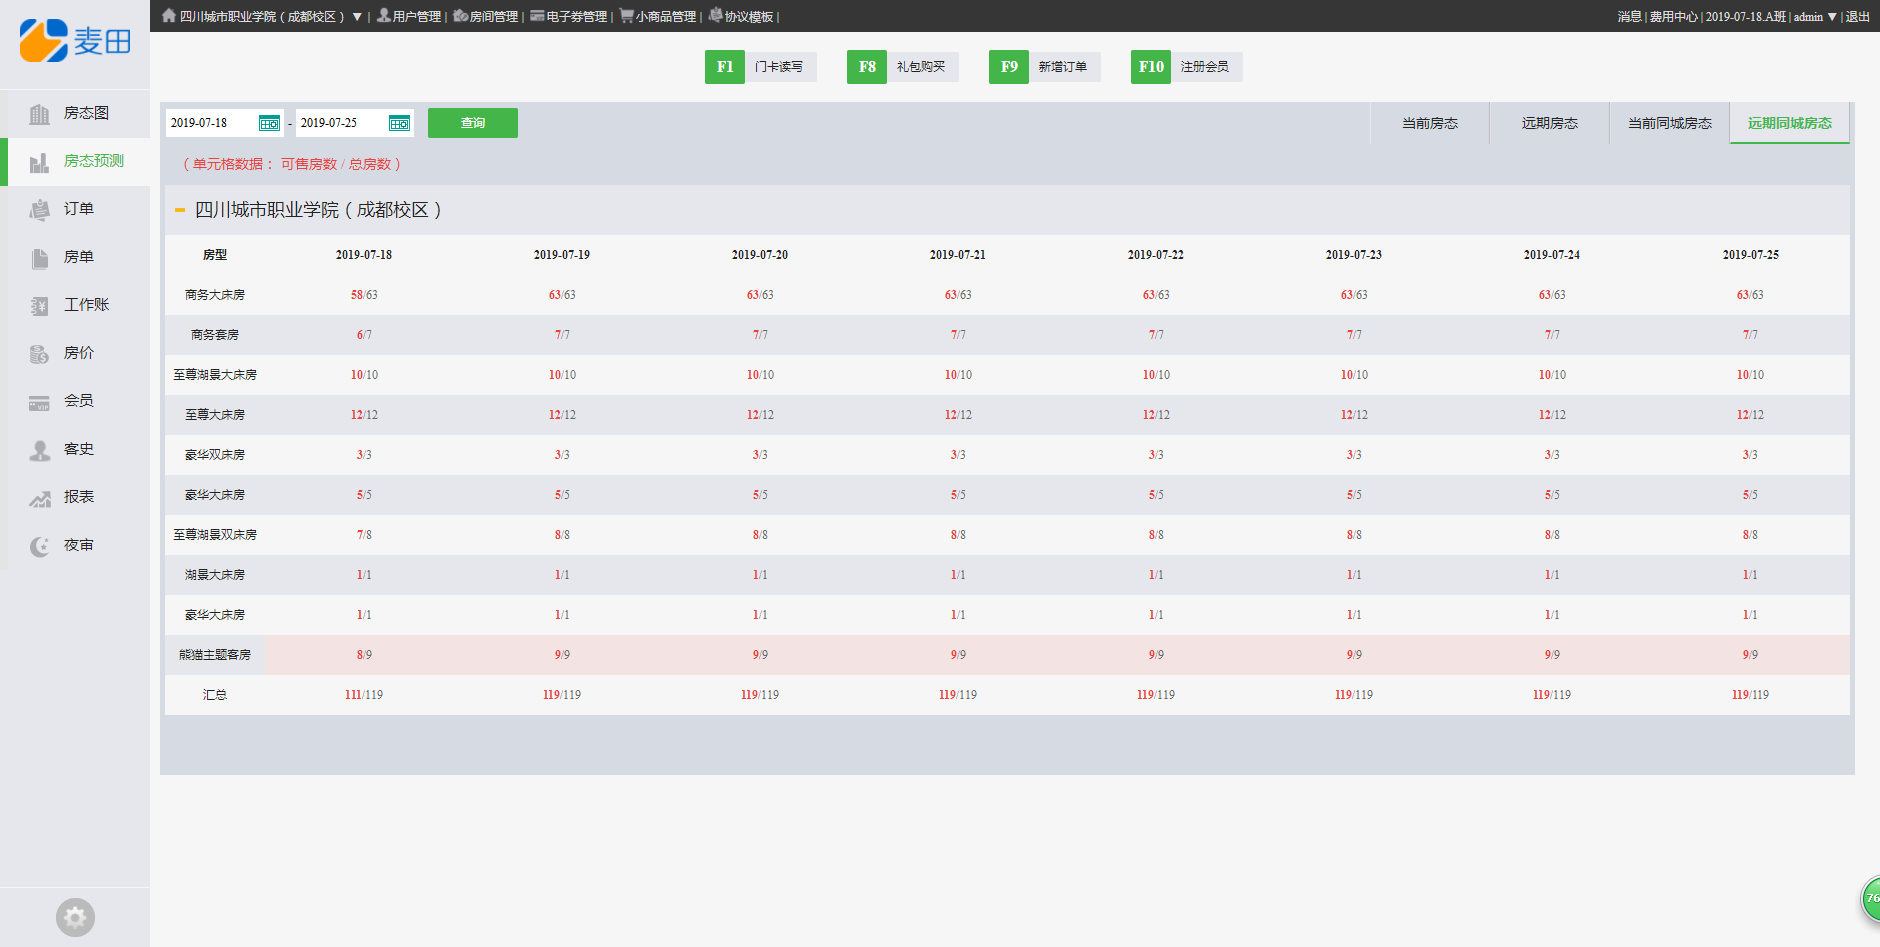 四川城市职业学院（成都校区）▼ | 用户管理 | 房间管理 | 电子券管理 | 小商品管理 | 协议模板 |
消息 | 费用中心 | 2019-07-18.A班 | admin ▼ | 退出
麦田
F1 门卡读写 F8 礼包购买 F9 新增订单 F10 注册会员
房态图
房态预测
订单
房单
工作账
房价
会员
客史
报表
夜审
2019-07-18 - 2019-07-25 查询
当前房态 远期房态 当前同城房态 远期同城房态
（单元格数据： 可售房数 / 总房数）
四川城市职业学院（成都校区）
房型 2019-07-18 2019-07-19 2019-07-20 2019-07-21 2019-07-22 2019-07-23 2019-07-24 2019-07-25
商务大床房 58/63 63/63 63/63 63/63 63/63 63/63 63/63 63/63
商务套房 6/7 7/7 7/7 7/7 7/7 7/7 7/7 7/7
至尊湖景大床房 10/10 10/10 10/10 10/10 10/10 10/10 10/10 10/10
至尊大床房 12/12 12/12 12/12 12/12 12/12 12/12 12/12 12/12
豪华双床房 3/3 3/3 3/3 3/3 3/3 3/3 3/3 3/3
豪华大床房 5/5 5/5 5/5 5/5 5/5 5/5 5/5 5/5
至尊湖景双床房 7/8 8/8 8/8 8/8 8/8 8/8 8/8 8/8
湖景大床房 1/1 1/1 1/1 1/1 1/1 1/1 1/1 1/1
豪华大床房 1/1 1/1 1/1 1/1 1/1 1/1 1/1 1/1
熊猫主题客房 8/9 9/9 9/9 9/9 9/9 9/9 9/9 9/9
汇总 111/119 119/119 119/119 119/119 119/119 119/119 119/119 119/119
76